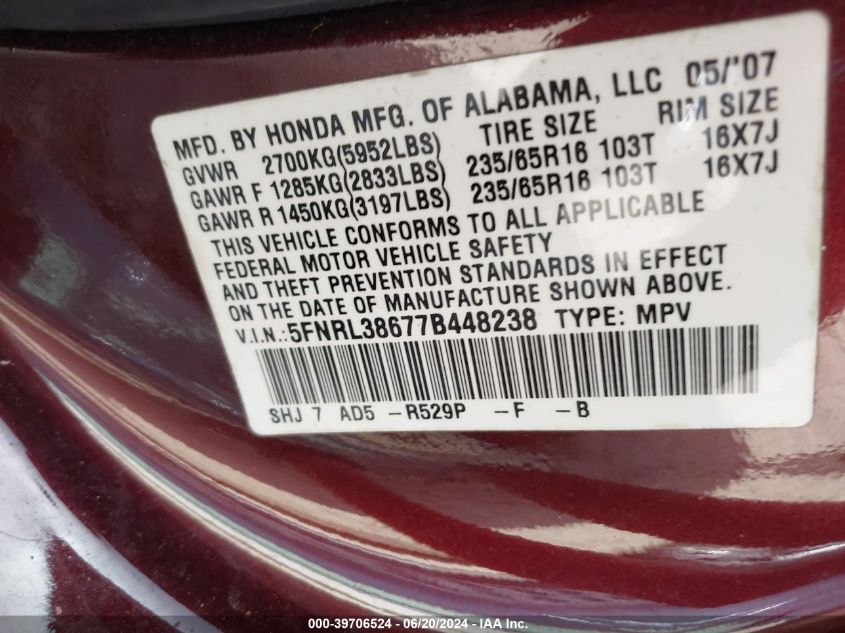 MFD. BY HONDA MFG. OF ALABAMA, LLC 05/'07
GVWR 2700KG(5952LBS) TIRE SIZE RIM SIZE
GAWR F 1285KG(2833LBS) 235/65R16 103T 16X7J
GAWR R 1450KG(3197LBS) 235/65R16 103T 16X7J
THIS VEHICLE CONFORMS TO ALL APPLICABLE
FEDERAL MOTOR VEHICLE SAFETY
AND THEFT PREVENTION STANDARDS IN EFFECT
ON THE DATE OF MANUFACTURE SHOWN ABOVE.
V.I.N.:5FNRL38677B448238 TYPE: MPV
SHJ 7 AD5 -R529P -F -B
000-39706524 - 06/20/2024 - IAA Inc.